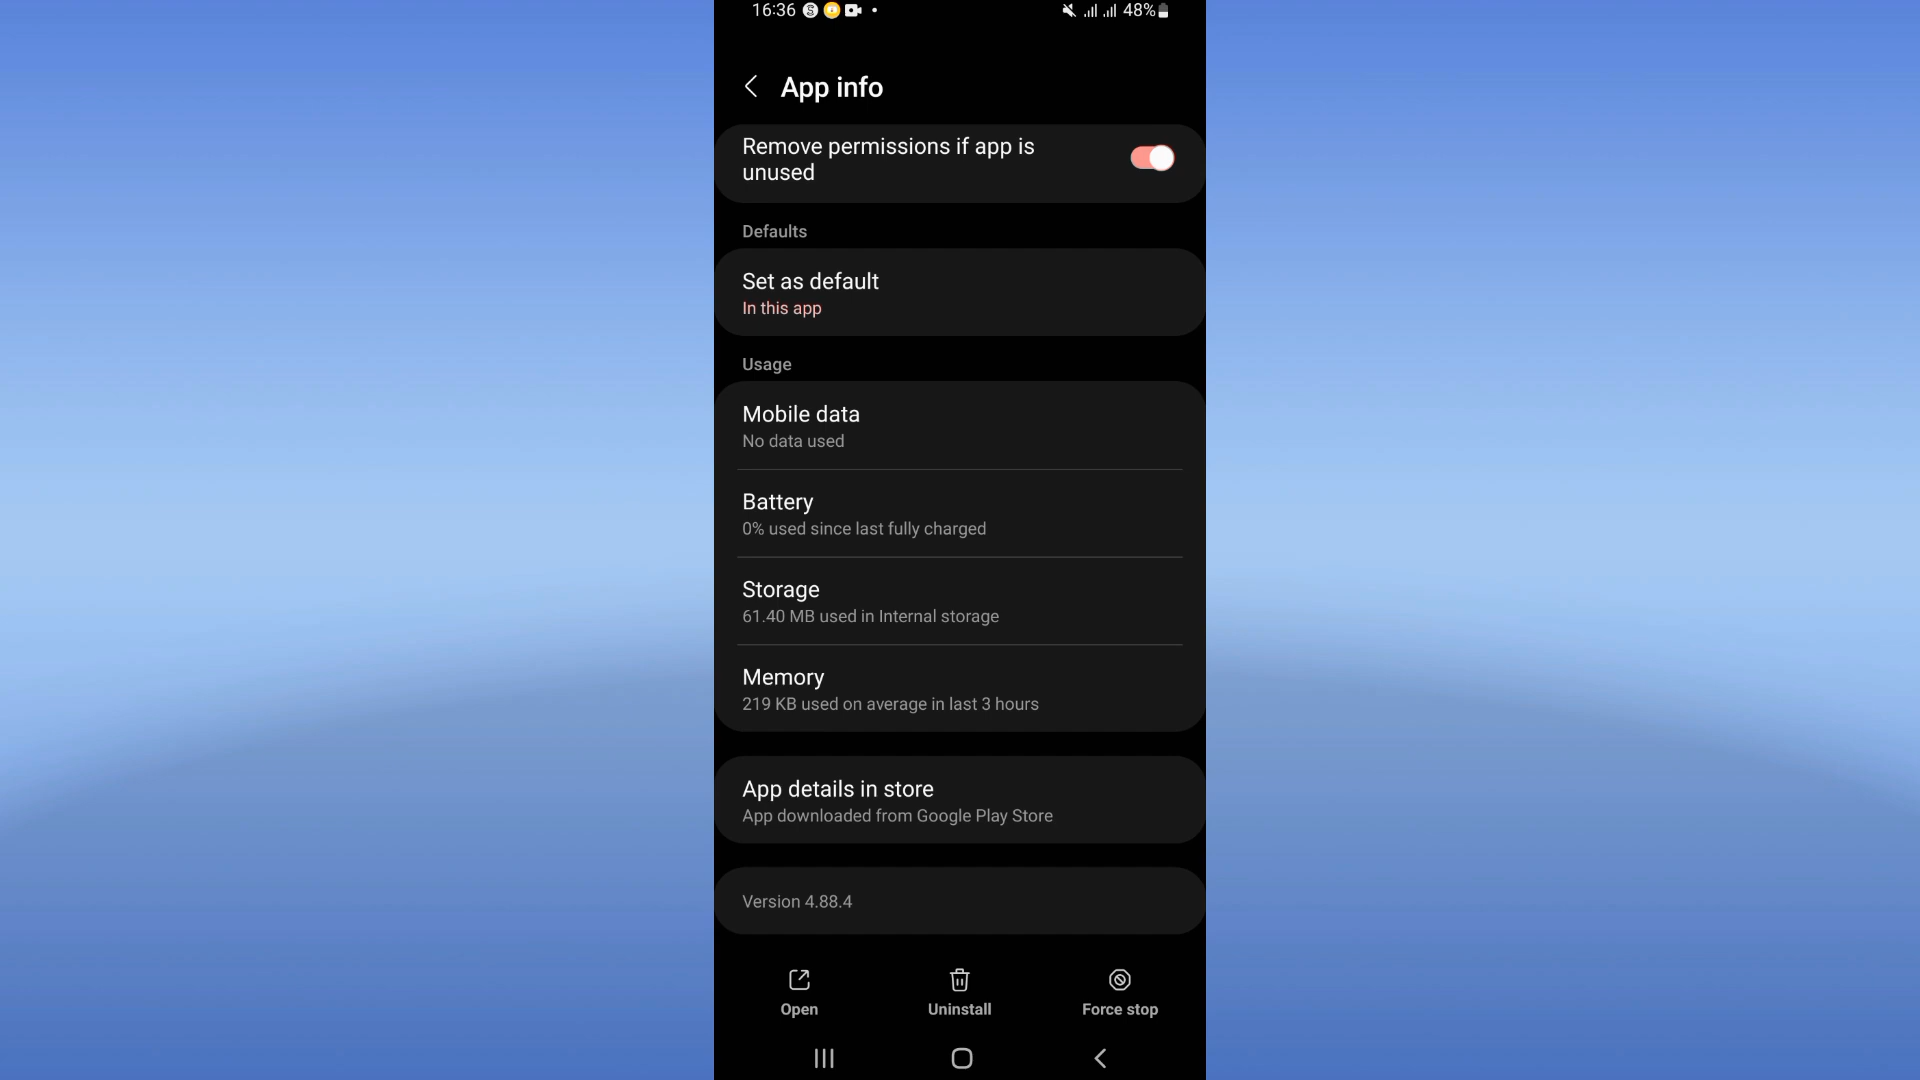 16:36 48%
App info
Remove permissions if app is
unused
Defaults
Set as default
In this app
Usage
Mobile data
No data used
Battery
0% used since last fully charged
Storage
61.40 MB used in Internal storage
Memory
219 KB used on average in last 3 hours
App details in store
App downloaded from Google Play Store
Version 4.88.4
Open Uninstall Force stop